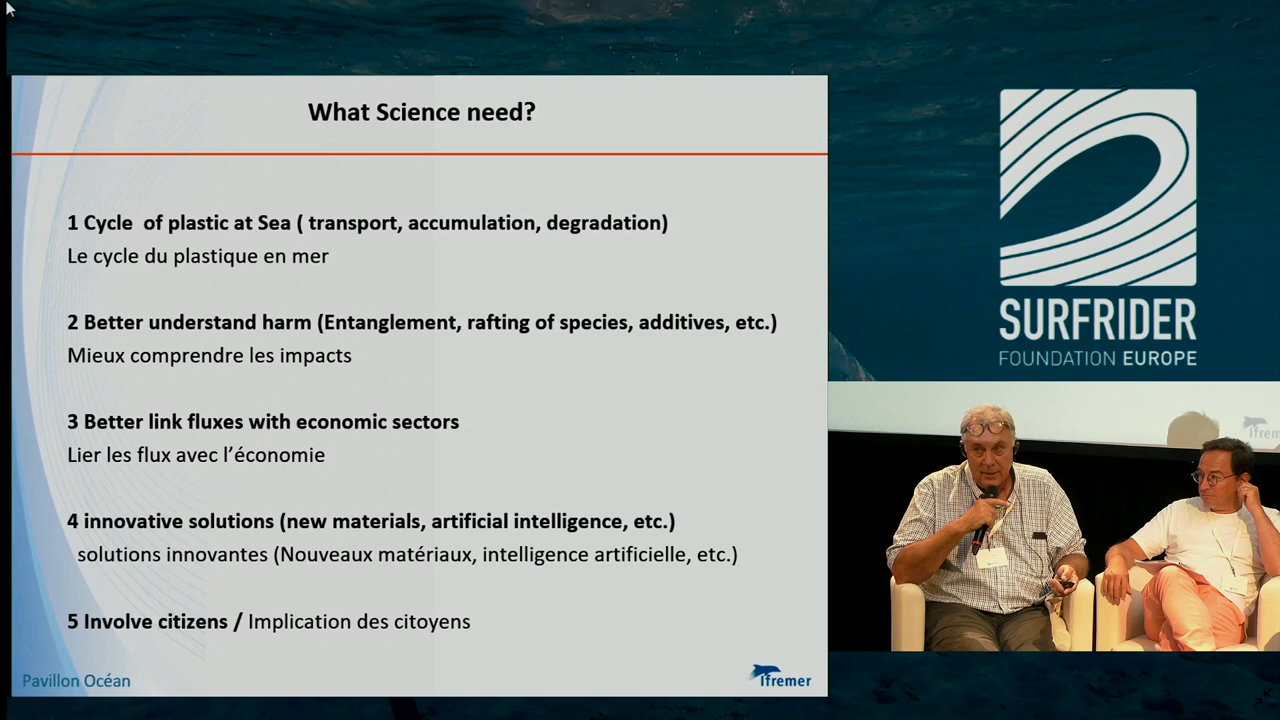 What Science need?
1 Cycle of plastic at Sea ( transport, accumulation, degradation)
Le cycle du plastique en mer
2 Better understand harm (Entanglement, rafting of species, additives, etc.)
Mieux comprendre les impacts
3 Better link fluxes with economic sectors
Lier les flux avec l’économie
4 innovative solutions (new materials, artificial intelligence, etc.)
solutions innovantes (Nouveaux matériaux, intelligence artificielle, etc.)
5 Involve citizens / Implication des citoyens
Pavillon Océan
Ifremer
SURFRIDER
FOUNDATION EUROPE